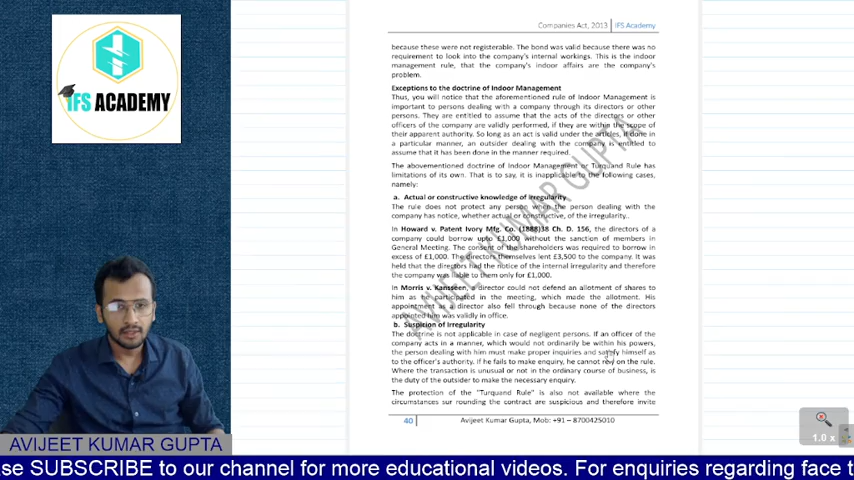 IFS ACADEMY
Companies Act, 2013 | IFS Academy
because these were not registerable. The bond was valid because there was no
requirement to look into the company's internal workings. This is the indoor
management rule, that the company's indoor affairs are the company's
problem.
Exceptions to the doctrine of Indoor Management
Thus, you will notice that the aforementioned rule of Indoor Management is
important to persons dealing with a company through its directors or other
persons. They are entitled to assume that the acts of the directors or other
officers of the company are validly performed, if they are within the scope of
their apparent authority. So long as an act is valid under the articles, if done in
a particular manner, an outsider dealing with the company is entitled to
assume that it has been done in the manner required.
The abovementioned doctrine of Indoor Management or Turquand Rule has
limitations of its own. That is to say, it is inapplicable to the following cases,
namely:
a. Actual or constructive knowledge of irregularity
The rule does not protect any person when the person dealing with the
company has notice, whether actual or constructive, of the irregularity..
In Howard v. Patent Ivory Mfg. Co. (1888)38 Ch. D. 156, the directors of a
company could borrow upto £1,000 without the sanction of members in
General Meeting. The consent of the shareholders was required to borrow in
excess of £1,000. The directors themselves lent £3,500 to the company. It was
held that the directors had the notice of the internal irregularity and therefore
the company was liable to them only for £1,000.
In Morris v. Kansseen, a director could not defend an allotment of shares to
him as he participated in the meeting, which made the allotment. His
appointment as a director also fell through because none of the directors
appointed him was validly in office.
b. Suspicion of Irregularity
The doctrine is not applicable in case of negligent persons. If an officer of the
company acts in a manner, which would not ordinarily be within his powers,
the person dealing with him must make proper inquiries and satisfy himself as
to the officer's authority. If he fails to make enquiry, he cannot rely on the rule.
Where the transaction is unusual or not in the ordinary course of business, is
the duty of the outsider to make the necessary enquiry.
The protection of the "Turquand Rule" is also not available where the
circumstances sur rounding the contract are suspicious and therefore invite
40 | Avijeet Kumar Gupta, Mob: +91 – 8700425010
AVIJEET KUMAR GUPTA
1.0 x
AVIJEET KUMAR GUPTA
se SUBSCRIBE to our channel for more educational videos. For enquiries regarding face t